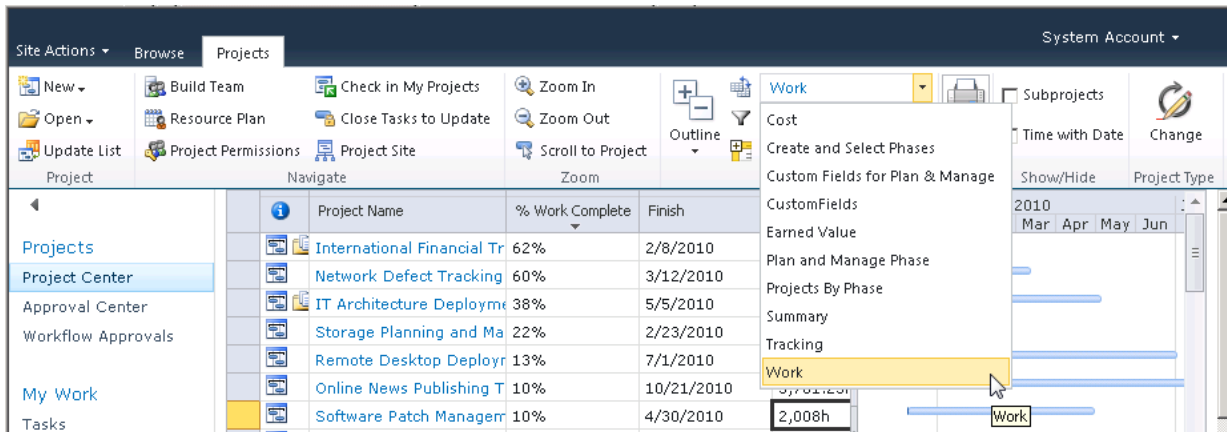 System Account
Site Actions Browse Projects
New Build Team Check in My Projects Zoom In Work Subprojects
Open Resource Plan Close Tasks to Update Zoom Out Outline Time with Date Change
Update List Project Permissions Project Site Scroll to Project
Project Navigate Zoom Show/Hide Project Type
Cost
Create and Select Phases
Custom Fields for Plan & Manage
CustomFields
Earned Value
Plan and Manage Phase
Projects By Phase
Summary
Tracking
Work
Work
Projects
Project Center
Approval Center
Workflow Approvals
My Work
Tasks
Project Name % Work Complete Finish 2010
Mar Apr May Jun
International Financial Tr 62% 2/8/2010
Network Defect Tracking 60% 3/12/2010
IT Architecture Deployme 38% 5/5/2010
Storage Planning and Ma 22% 2/23/2010
Remote Desktop Deployr 13% 7/1/2010
Online News Publishing T 10% 10/21/2010
Software Patch Managem 10% 4/30/2010 2,008h